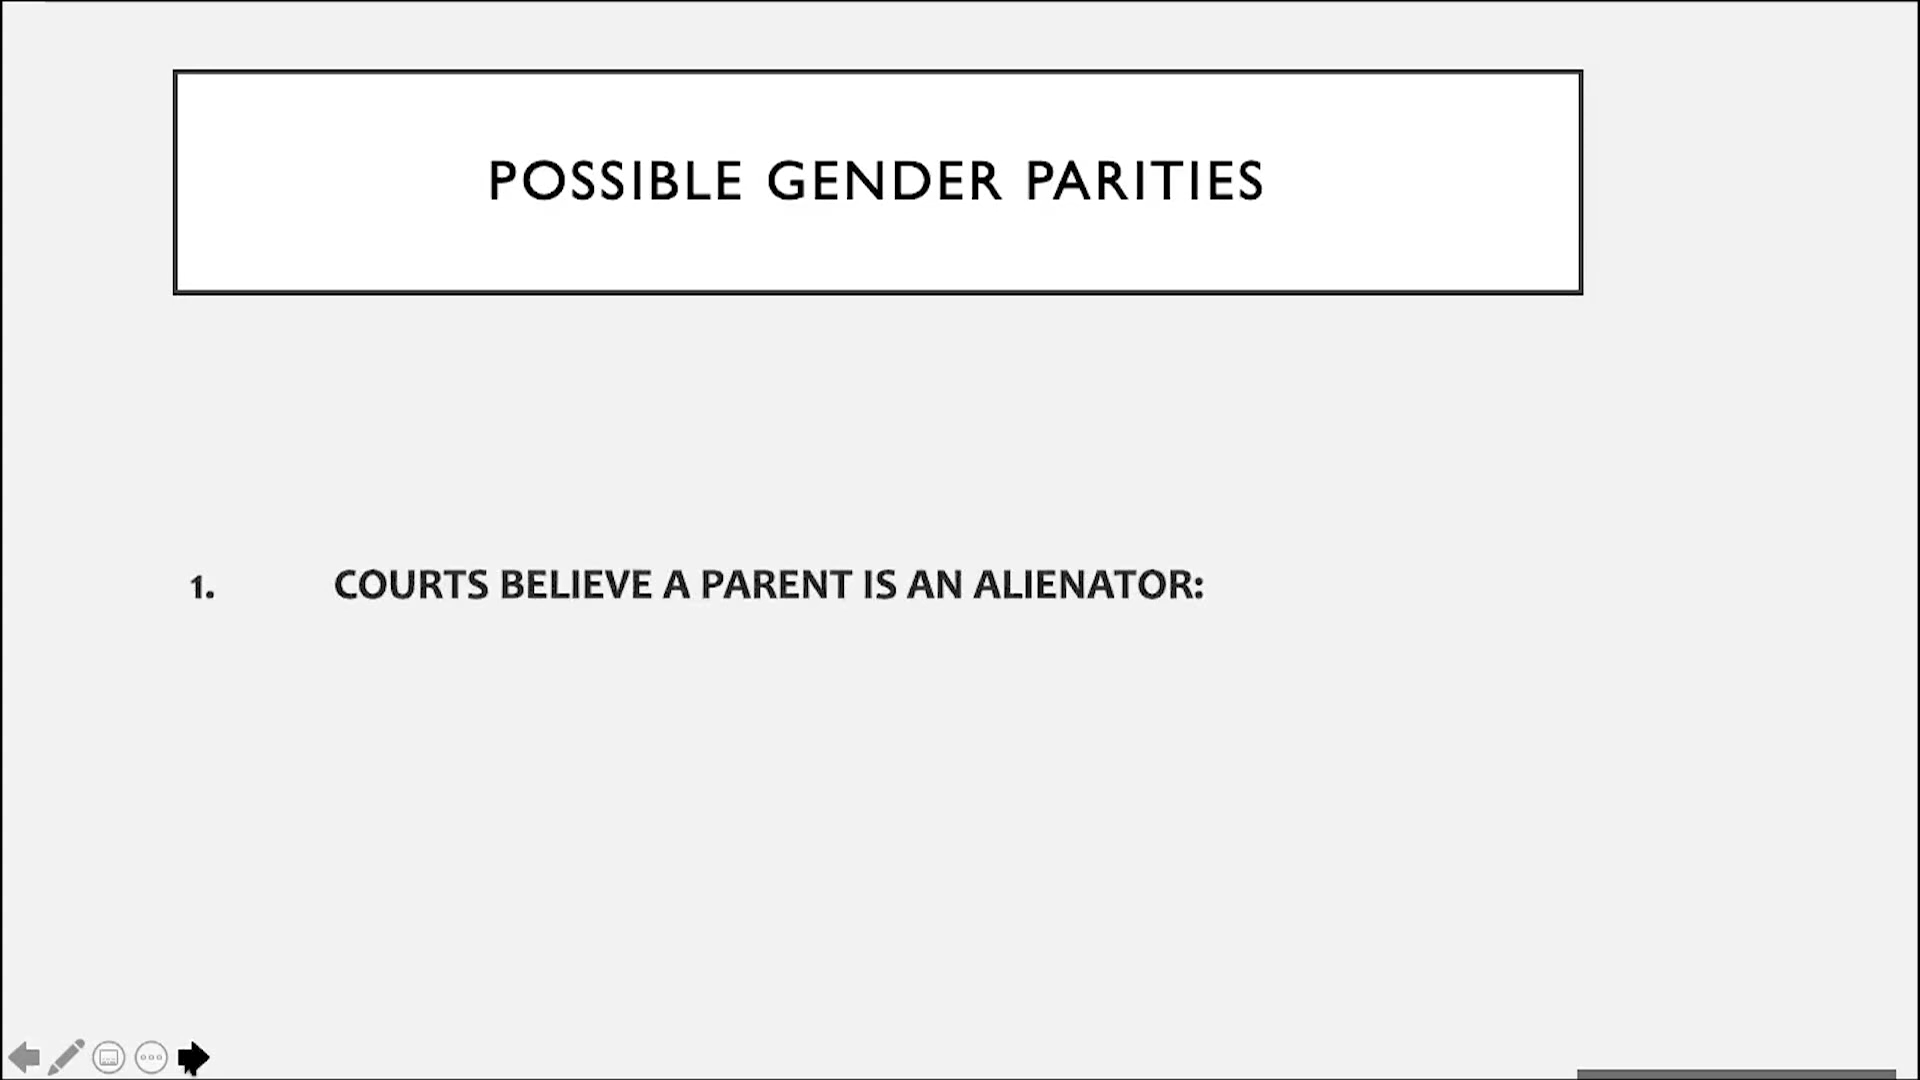 POSSIBLE GENDER PARITIES
1. COURTS BELIEVE A PARENT IS AN ALIENATOR: